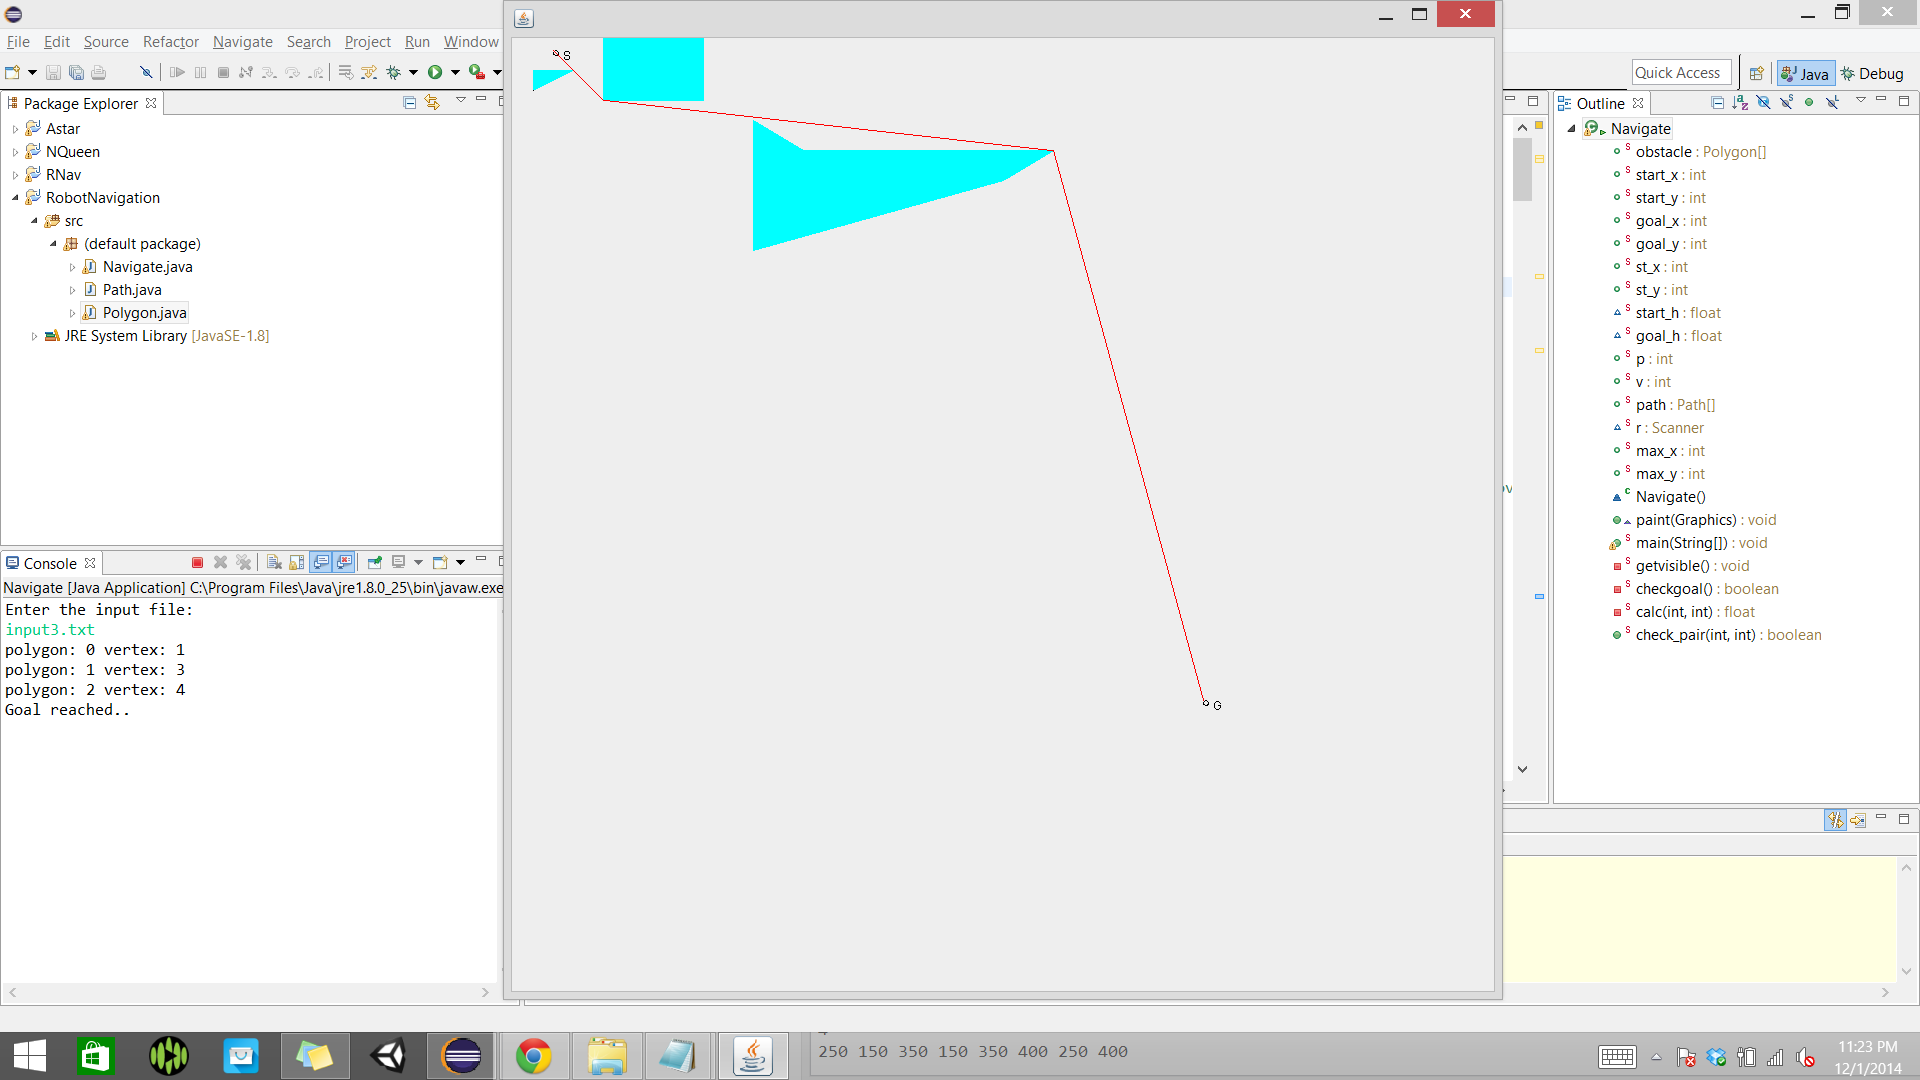 File Edit Source Refactor Navigate Search Project Run Window
Quick Access
Java
Debug
Package Explorer
Astar
NQueen
RNav
RobotNavigation
src
(default package)
Navigate.java
Path.java
Polygon.java
JRE System Library [JavaSE-1.8]
Console
Navigate [Java Application] C:\Program Files\Java\jre1.8.0_25\bin\javaw.exe
Enter the input file:
input3.txt
polygon: 0 vertex: 1
polygon: 1 vertex: 3
polygon: 2 vertex: 4
Goal reached..
S
G
Outline
Navigate
obstacle : Polygon[]
start_x : int
start_y : int
goal_x : int
goal_y : int
st_x : int
st_y : int
start_h : float
goal_h : float
p : int
v : int
path : Path[]
r : Scanner
max_x : int
max_y : int
Navigate()
paint(Graphics) : void
main(String[]) : void
getvisible() : void
checkgoal() : boolean
calc(int, int) : float
check_pair(int, int) : boolean
250 150 350 150 350 400 250 400
11:23 PM
12/1/2014